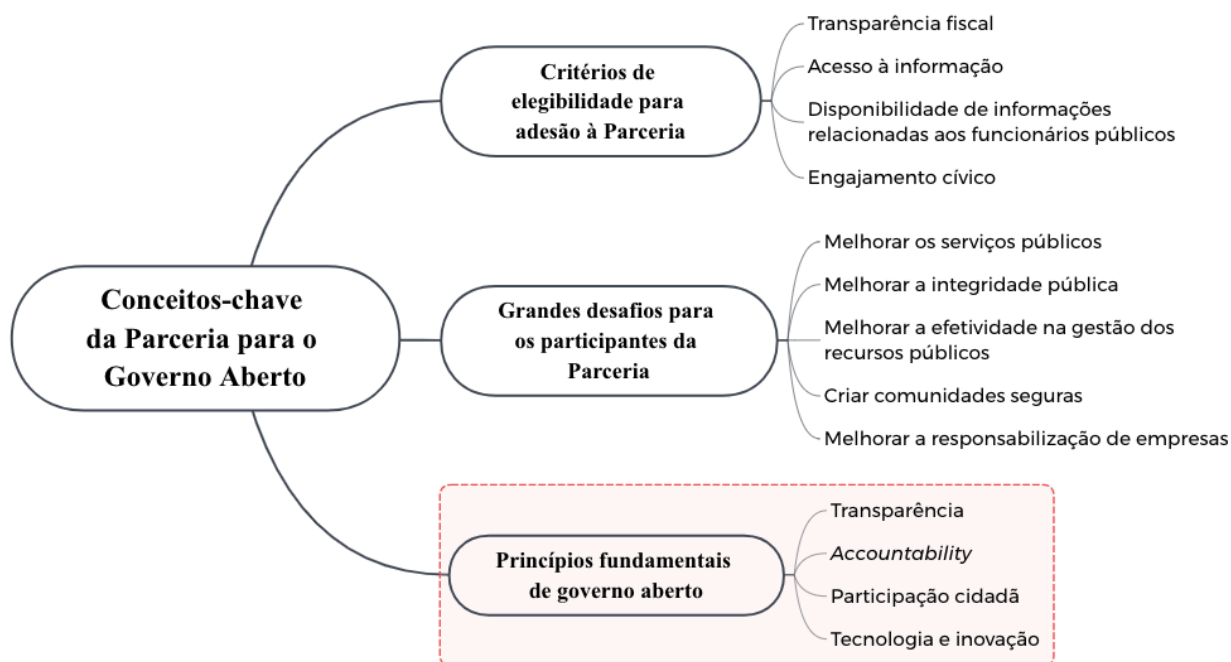 Conceitos-chave
da Parceria para o
Governo Aberto
Critérios de
elegibilidade para
adesão à Parceria
Transparência fiscal
Acesso à informação
Disponibilidade de informações
relacionadas aos funcionários públicos
Engajamento cívico
Grandes desafios para
os participantes da
Parceria
Melhorar os serviços públicos
Melhorar a integridade pública
Melhorar a efetividade na gestão dos
recursos públicos
Criar comunidades seguras
Melhorar a responsabilização de empresas
Princípios fundamentais
de governo aberto
Transparência
Accountability
Participação cidadã
Tecnologia e inovação